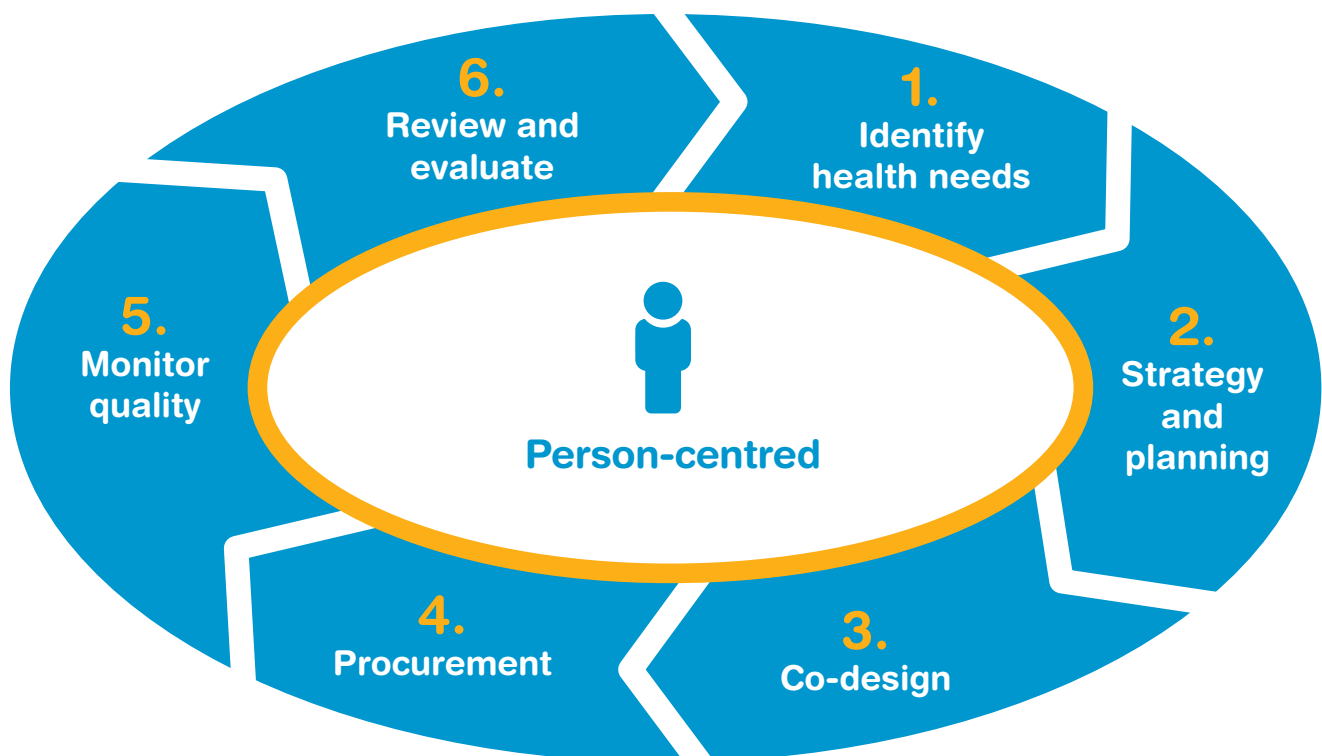 1.
Identify
health needs
2.
Strategy
and
planning
3.
Co-design
4.
Procurement
5.
Monitor
quality
6.
Review and
evaluate
Person-centred